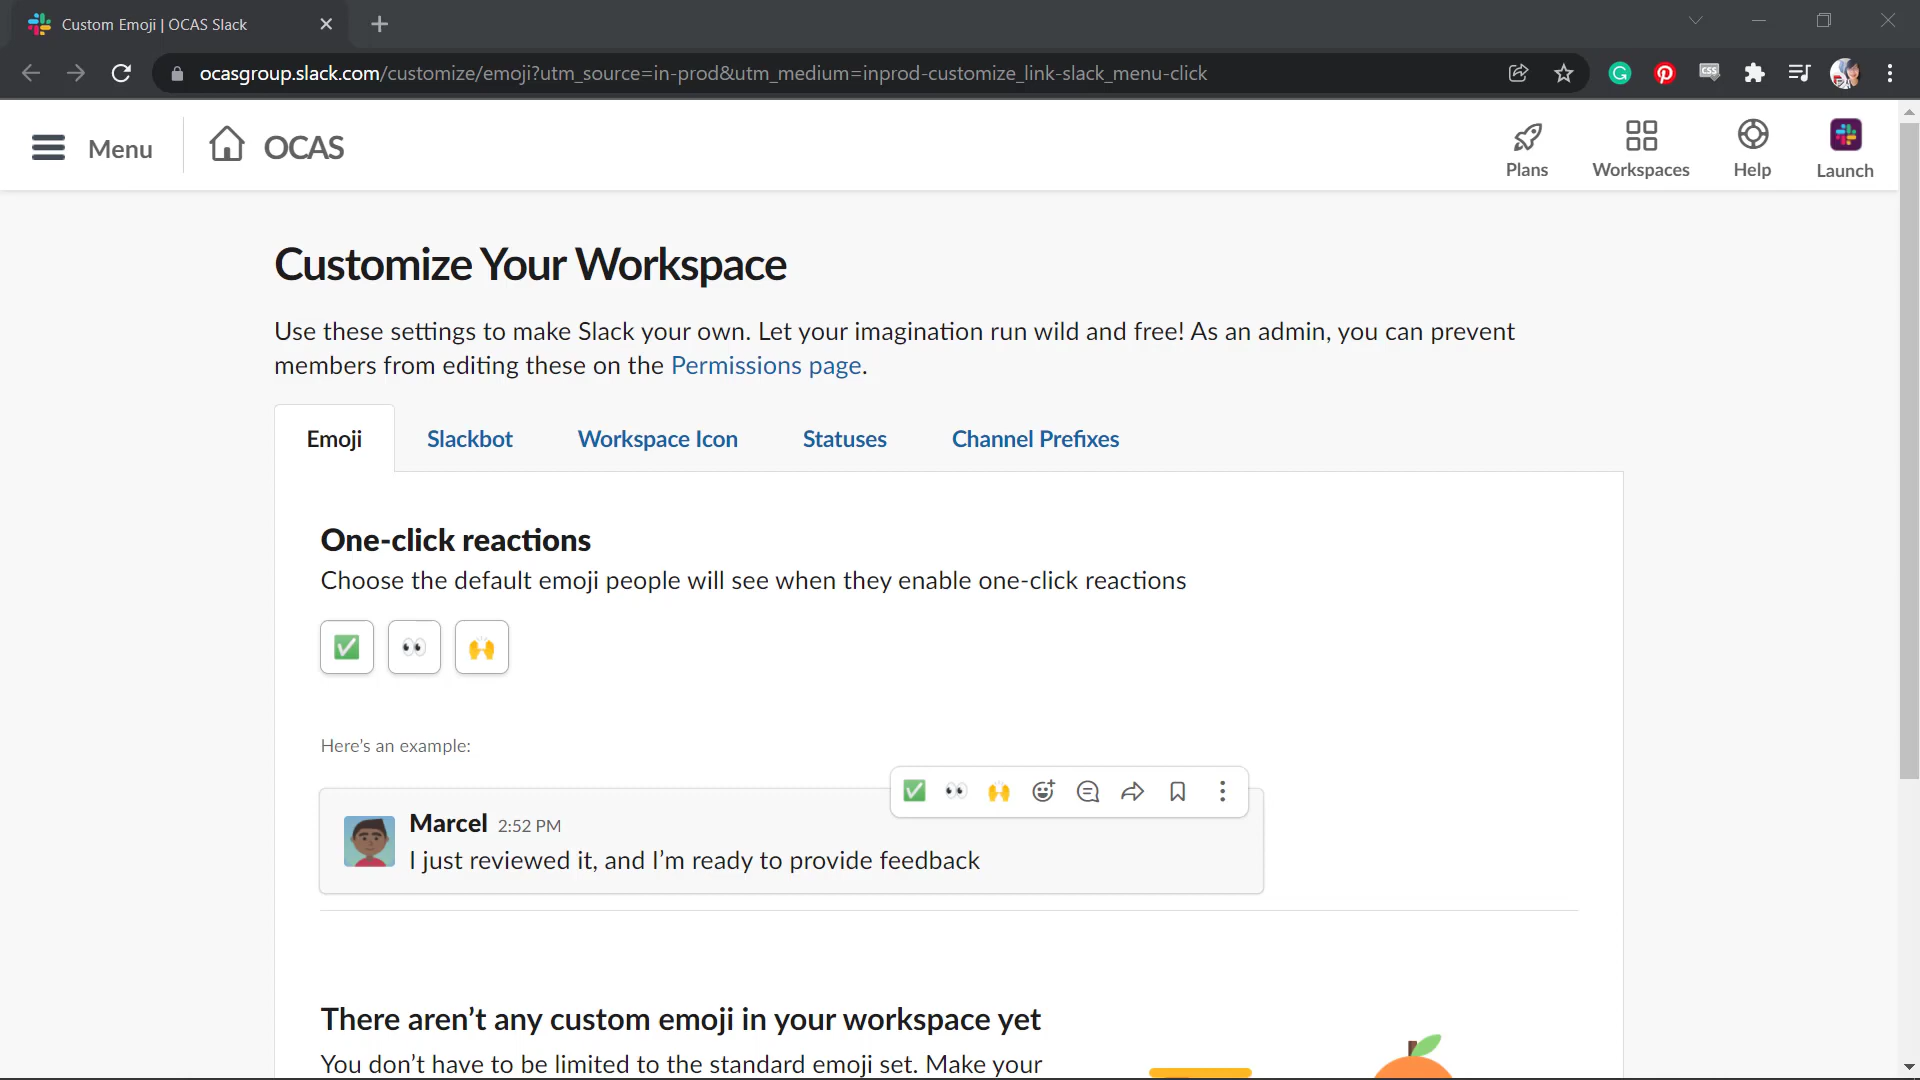 Custom Emoji | OCAS Slack
ocasgroup.slack.com/customize/emoji?utm_source=in-prod&utm_medium=inprod-customize_link-slack_menu-click
CSS
Menu
OCAS
Plans
Workspaces
Help
Launch
Customize Your Workspace
Use these settings to make Slack your own. Let your imagination run wild and free! As an admin, you can prevent
members from editing these on the Permissions page.
Emoji
Slackbot
Workspace Icon
Statuses
Channel Prefixes
One-click reactions
Choose the default emoji people will see when they enable one-click reactions
Here's an example:
Marcel 2:52 PM
I just reviewed it, and I’m ready to provide feedback
There aren’t any custom emoji in your workspace yet
You don’t have to be limited to the standard emoji set. Make your